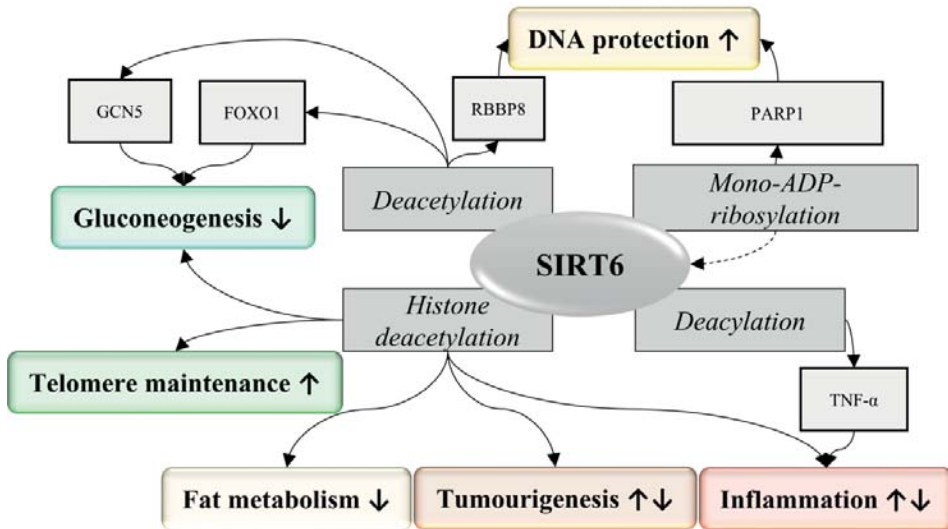 DNA protection ↑
GCN5
FOXO1
RBBP8
PARP1
Deacetylation
Mono-ADP-
ribosylation
Gluconeogenesis ↓
SIRT6
Histone
deacetylation
Deacylation
Telomere maintenance ↑
TNF-α
Fat metabolism ↓
Tumourigenesis ↑↓
Inflammation ↑↓